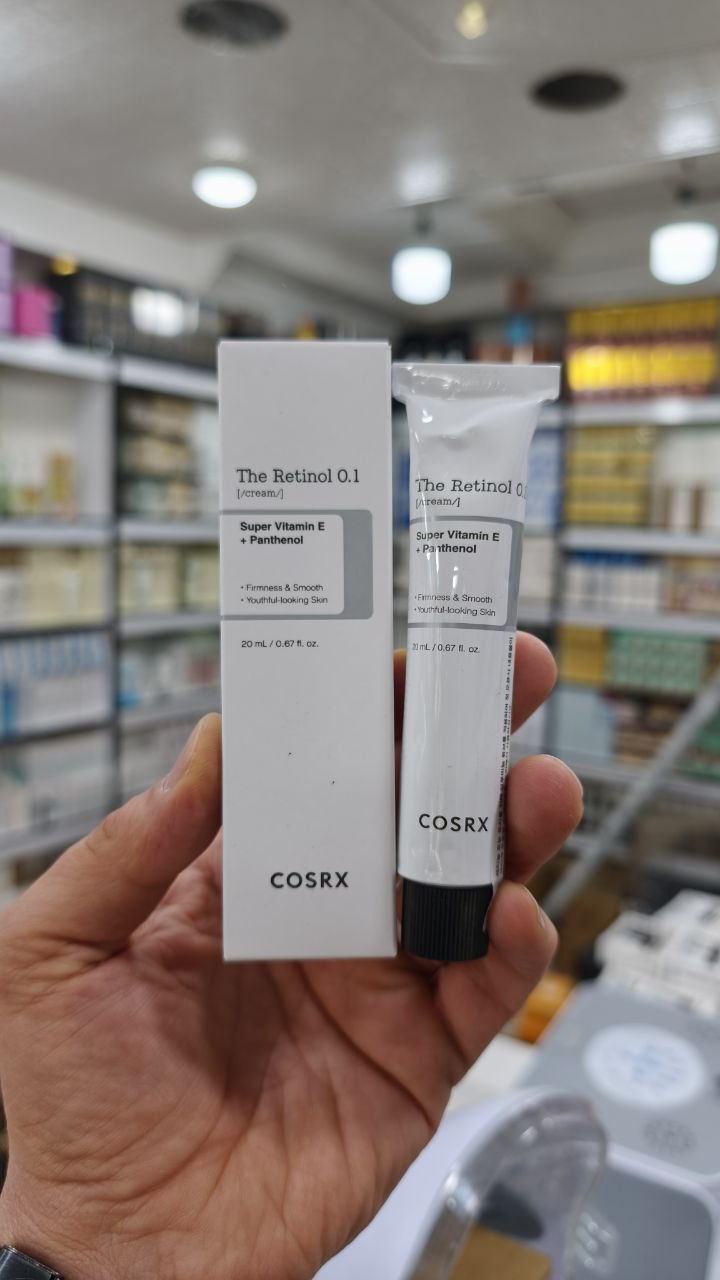 The Retinol 0.1
[/cream/]
Super Vitamin E
+ Panthenol
• Firmness & Smooth
• Youthful-looking Skin
20 mL / 0.67 fl. oz.
COSRX
The Retinol 0.
[/cream/]
Super Vitamin E
+ Panthenol
• Firmness & Smooth
• Youthful-looking Skin
20 mL / 0.67 fl. oz.
COSRX